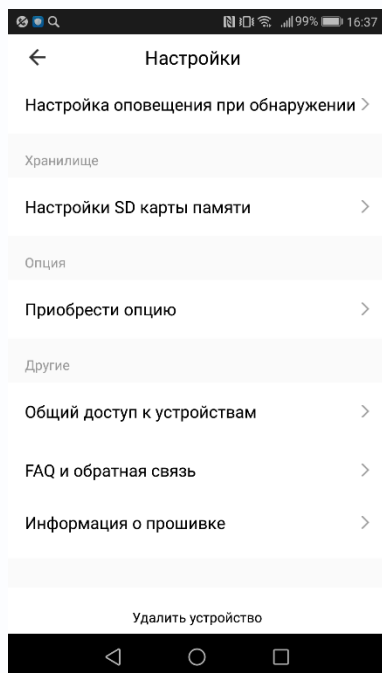 99% 16:37
Настройки
Настройка оповещения при обнаружении
Хранилище
Настройки SD карты памяти
Опция
Приобрести опцию
Другие
Общий доступ к устройствам
FAQ и обратная связь
Информация о прошивке
Удалить устройство